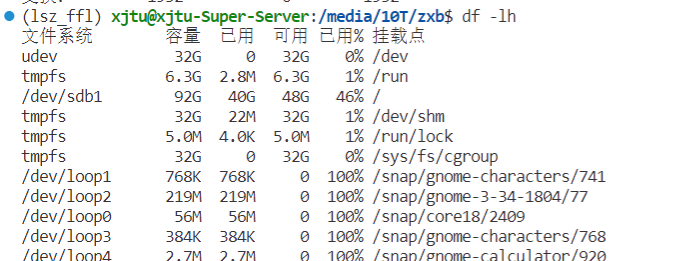 (lsz_ffl) xjtu@xjtu-Super-Server:/media/10T/zxb$ df -lh
文件系统 容量 已用 可用 已用% 挂载点
udev 32G 0 32G 0% /dev
tmpfs 6.3G 2.8M 6.3G 1% /run
/dev/sdb1 92G 40G 48G 46% /
tmpfs 32G 22M 32G 1% /dev/shm
tmpfs 5.0M 4.0K 5.0M 1% /run/lock
tmpfs 32G 0 32G 0% /sys/fs/cgroup
/dev/loop1 768K 768K 0 100% /snap/gnome-characters/741
/dev/loop2 219M 219M 0 100% /snap/gnome-3-34-1804/77
/dev/loop0 56M 56M 0 100% /snap/core18/2409
/dev/loop3 384K 384K 0 100% /snap/gnome-characters/768
/dev/loop4 2.7M 2.7M 0 100% /snap/gnome-calculator/920